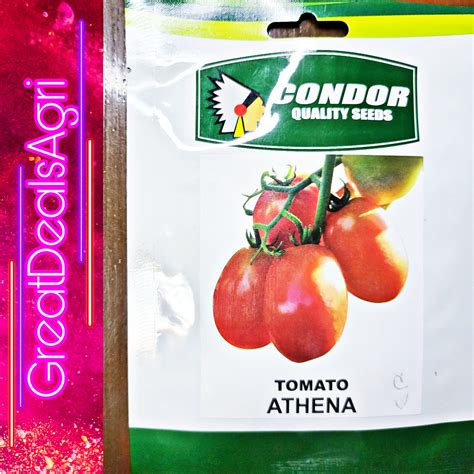 GreatDealsAgri
CONDOR
QUALITY SEEDS
TOMATO
ATHENA